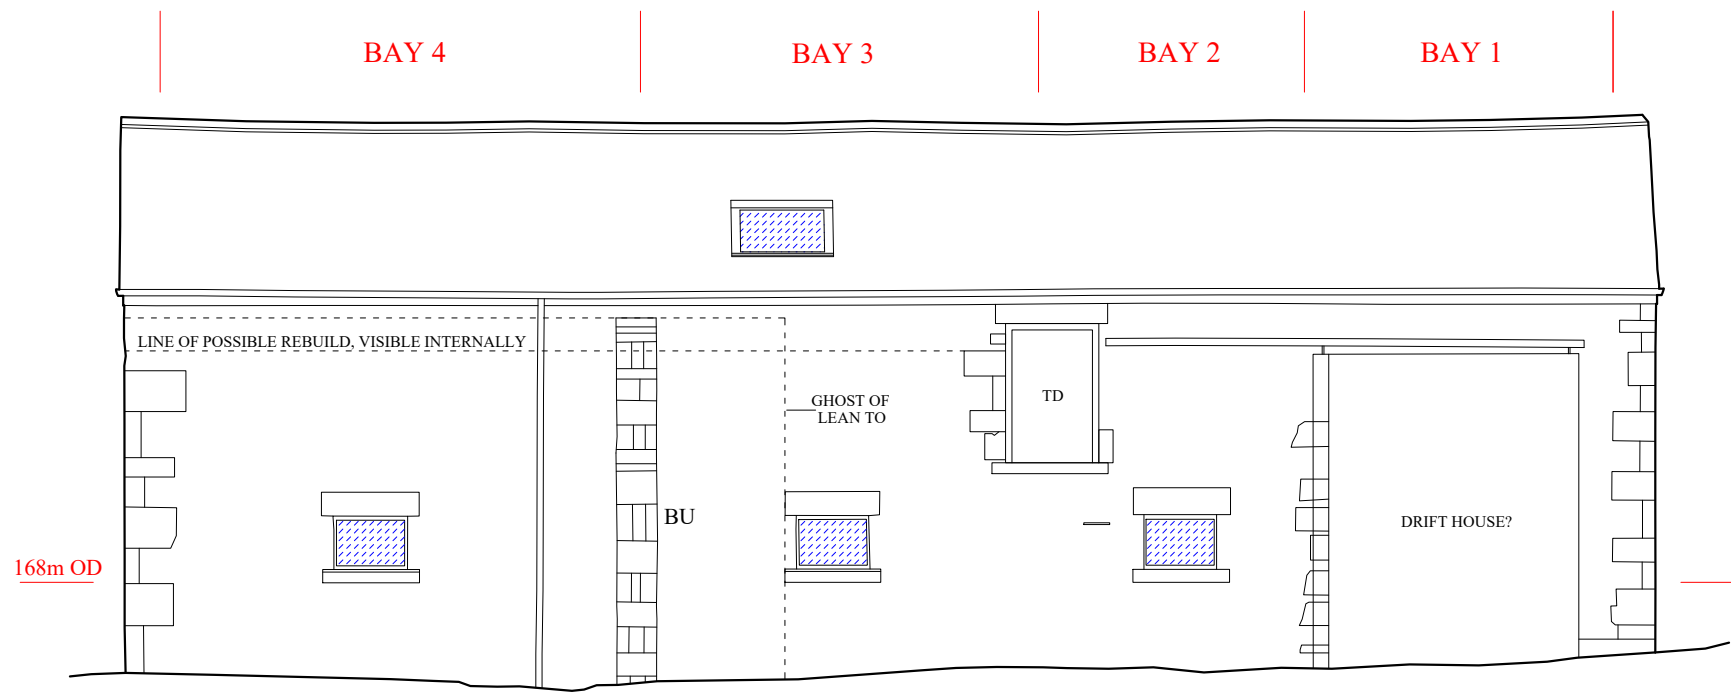 BAY 4
BAY 3
BAY 2
BAY 1
LINE OF POSSIBLE REBUILD, VISIBLE INTERNALLY
GHOST OF
LEAN TO
TD
BU
DRIFT HOUSE?
168m OD